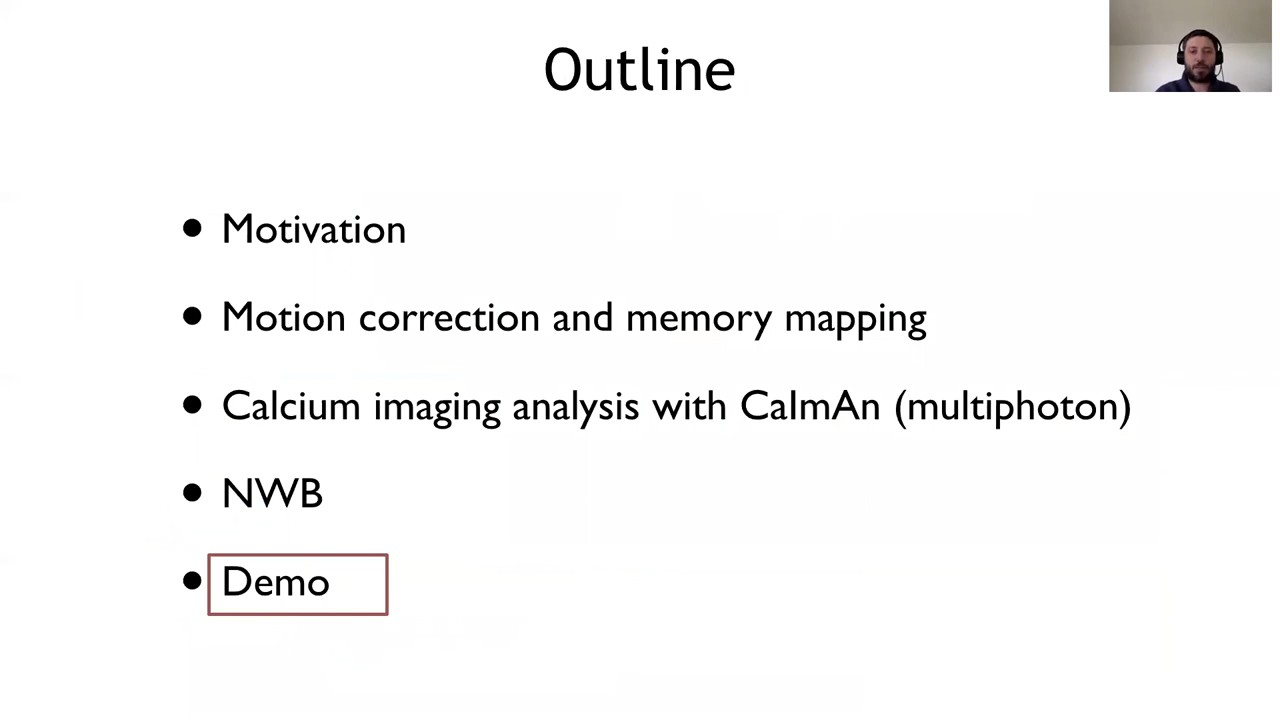 Outline
• Motivation
• Motion correction and memory mapping
• Calcium imaging analysis with CaImAn (multiphoton)
• NWB
• Demo